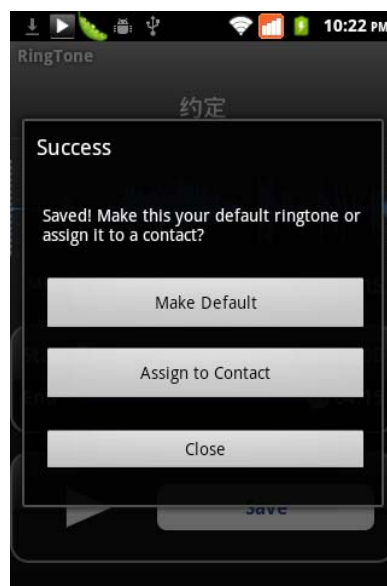 10:22 PM
RingTone
约定
Success
Saved! Make this your default ringtone or
assign it to a contact?
Make Default
Assign to Contact
Close
Save